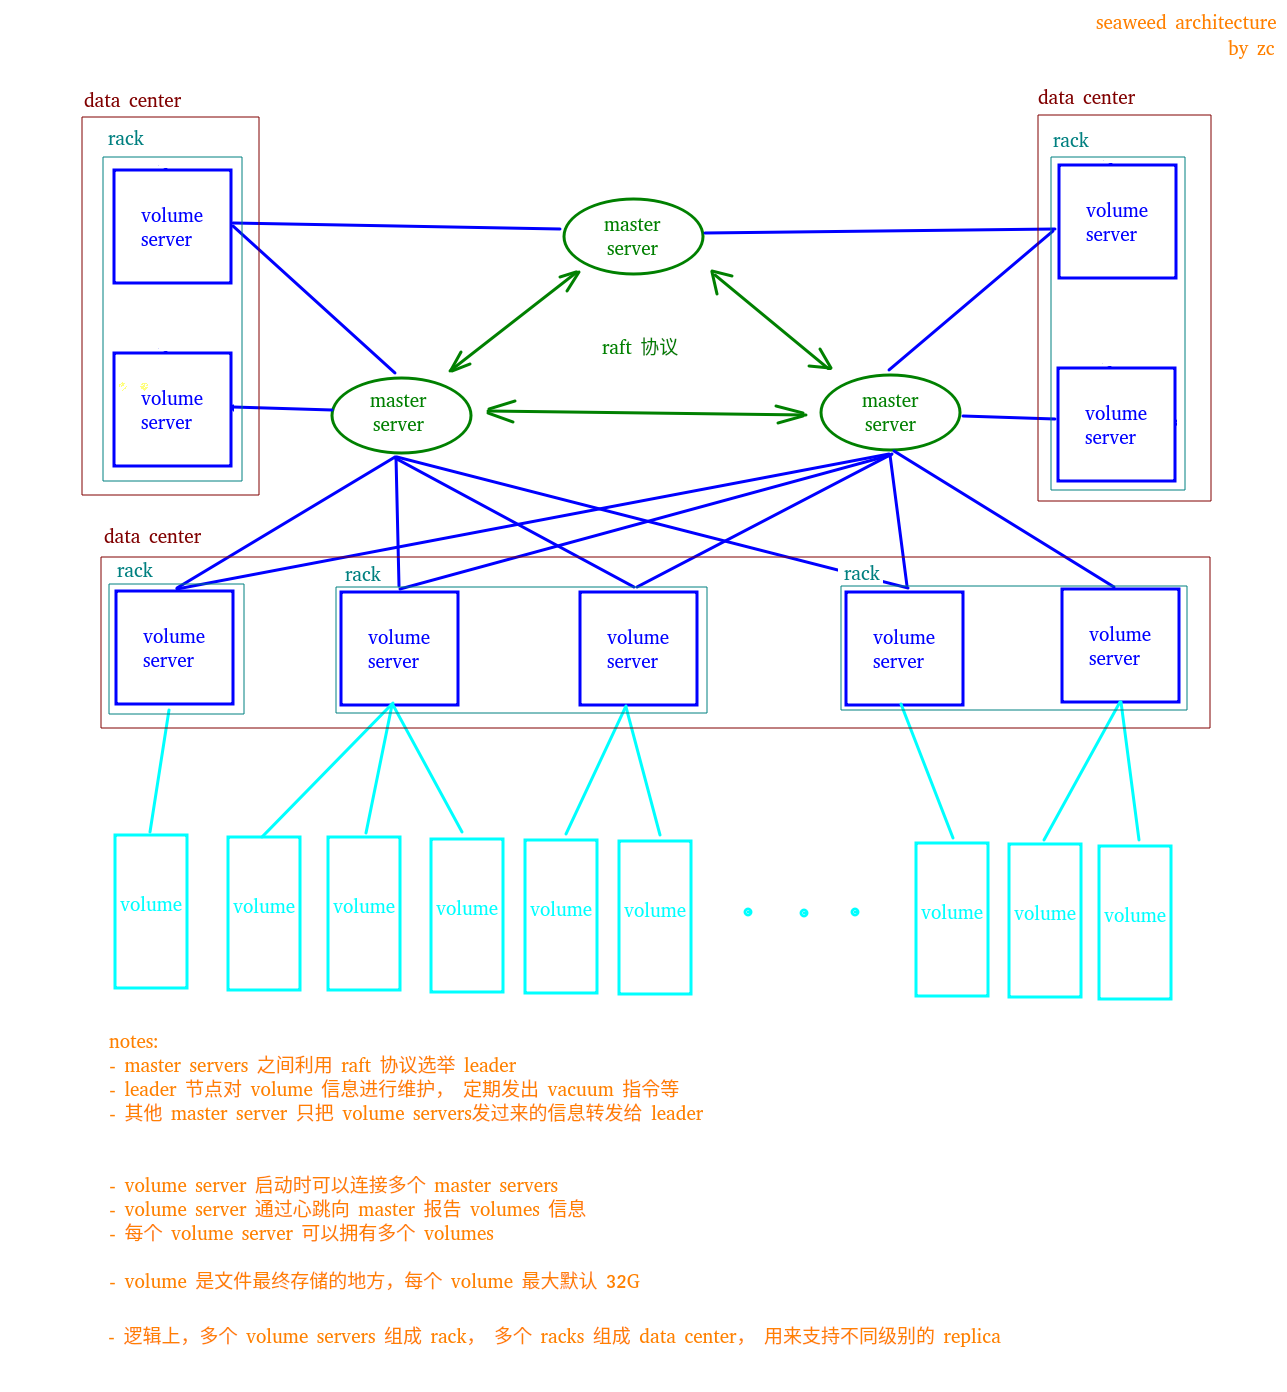 seaweed architecture
by zc
data center
data center
rack
rack
volume
server
volume
server
master
server
raft 协议
volume
server
volume
server
master
server
master
server
data center
rack
rack
rack
volume
server
volume
server
volume
server
volume
server
volume
server
volume
volume
volume
volume
volume
volume
volume
volume
volume
notes:
- master servers 之间利用 raft 协议选举 leader
- leader 节点对 volume 信息进行维护， 定期发出 vacuum 指令等
- 其他 master server 只把 volume servers发过来的信息转发给 leader
- volume server 启动时可以连接多个 master servers
- volume server 通过心跳向 master 报告 volumes 信息
- 每个 volume server 可以拥有多个 volumes
- volume 是文件最终存储的地方，每个 volume 最大默认 32G
- 逻辑上，多个 volume servers 组成 rack， 多个 racks 组成 data center， 用来支持不同级别的 replica